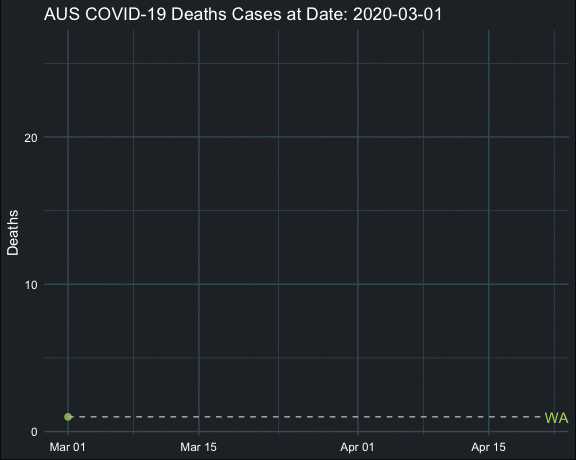 AUS COVID-19 Deaths Cases at Date: 2020-03-01
20
Deaths
10
WA
0
Mar 01 Mar 15 Apr 01 Apr 15